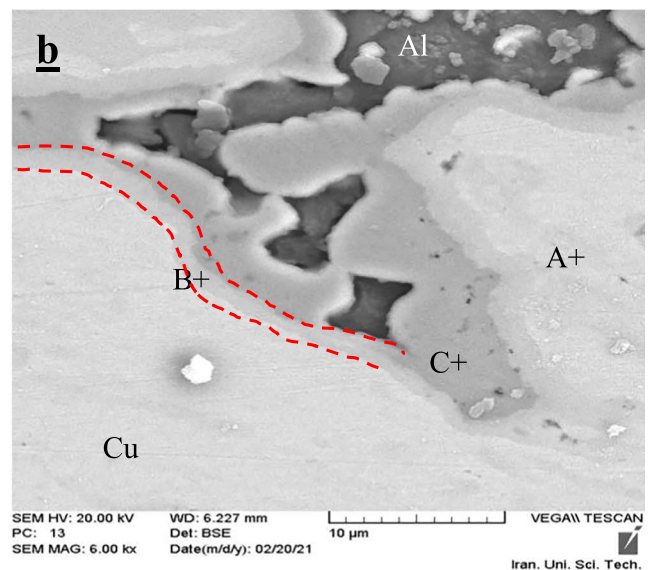 b
Al
A+
B+
C+
Cu
SEM HV: 20.00 kV WD: 6.227 mm VEGA\\ TESCAN
PC: 13 Det: BSE 10 µm
SEM MAG: 6.00 kx Date(m/d/y): 02/20/21
Iran. Uni. Sci. Tech.